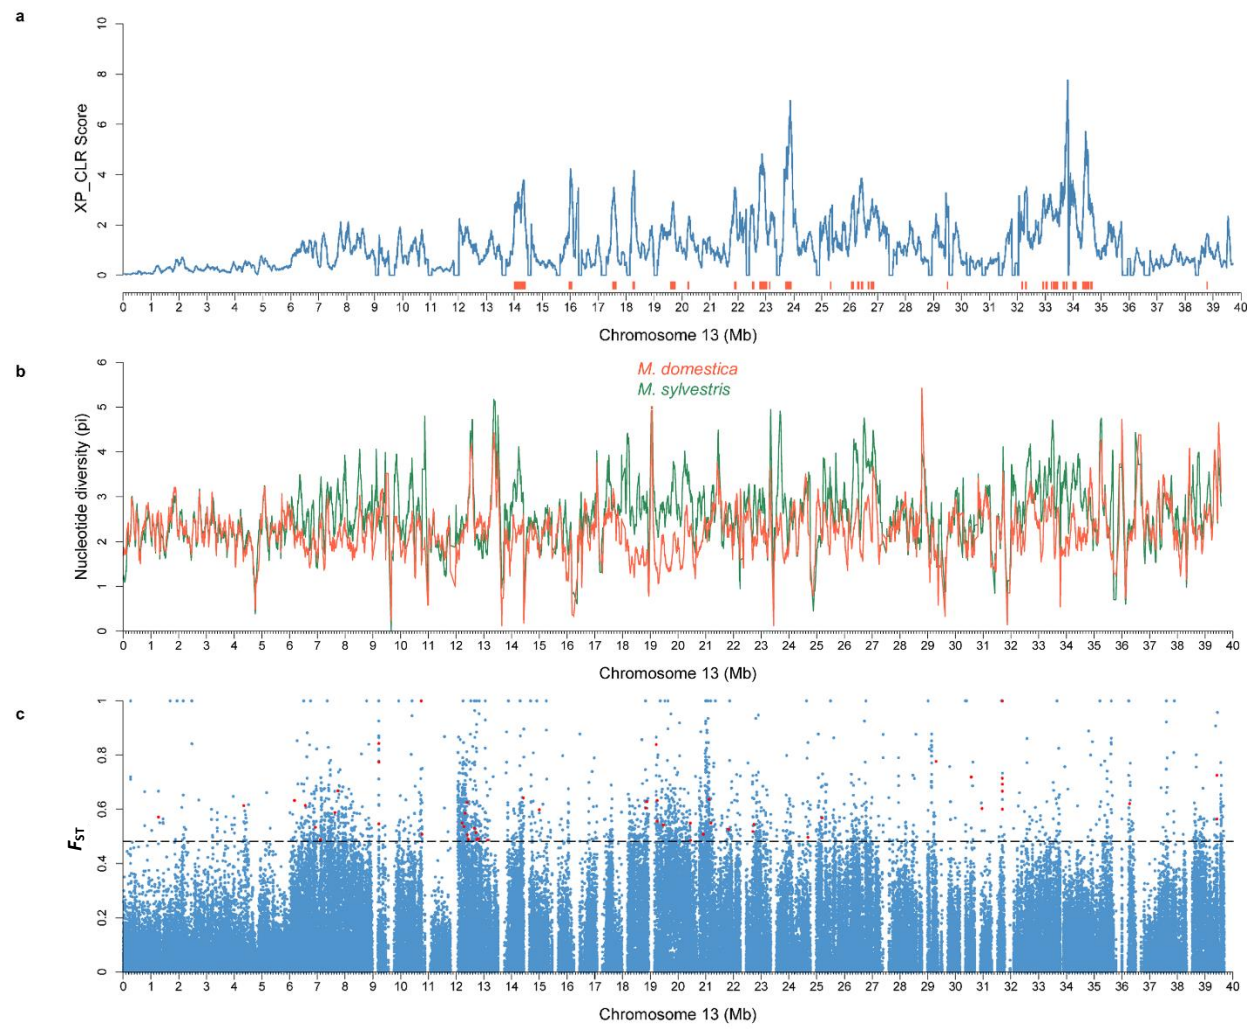 a
10
8
6
4
2
0
XP_CLR Score
0 1 2 3 4 5 6 7 8 9 10 11 12 13 14 15 16 17 18 19 20 21 22 23 24 25 26 27 28 29 30 31 32 33 34 35 36 37 38 39 40
Chromosome 13 (Mb)
b
6
5
4
3
2
1
0
Nucleotide diversity (pi)
M. domestica
M. sylvestris
0 1 2 3 4 5 6 7 8 9 10 11 12 13 14 15 16 17 18 19 20 21 22 23 24 25 26 27 28 29 30 31 32 33 34 35 36 37 38 39 40
Chromosome 13 (Mb)
c
1
0.8
0.6
0.4
0.2
0
FST
0 1 2 3 4 5 6 7 8 9 10 11 12 13 14 15 16 17 18 19 20 21 22 23 24 25 26 27 28 29 30 31 32 33 34 35 36 37 38 39 40
Chromosome 13 (Mb)